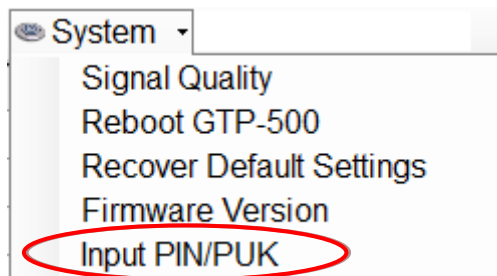 System
Signal Quality
Reboot GTP-500
Recover Default Settings
Firmware Version
Input PIN/PUK